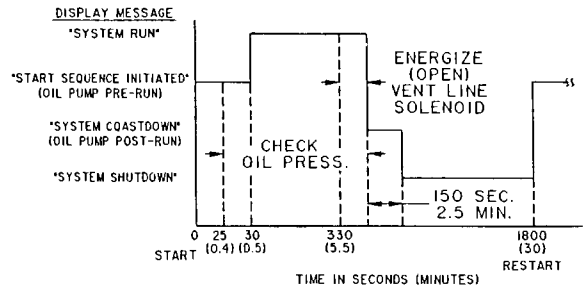 DISPLAY MESSAGE
"SYSTEM RUN"
"START SEQUENCE INITIATED"
(OIL PUMP PRE-RUN)
"SYSTEM COASTDOWN"
(OIL PUMP POST-RUN)
"SYSTEM SHUTDOWN"
ENERGIZE
(OPEN)
VENT LINE
SOLENOID
CHECK
OIL PRESS.
150 SEC.
2.5 MIN.
0 25 30 330 1800
(0.4) (0.5) (5.5) (30)
START RESTART
TIME IN SECONDS (MINUTES)